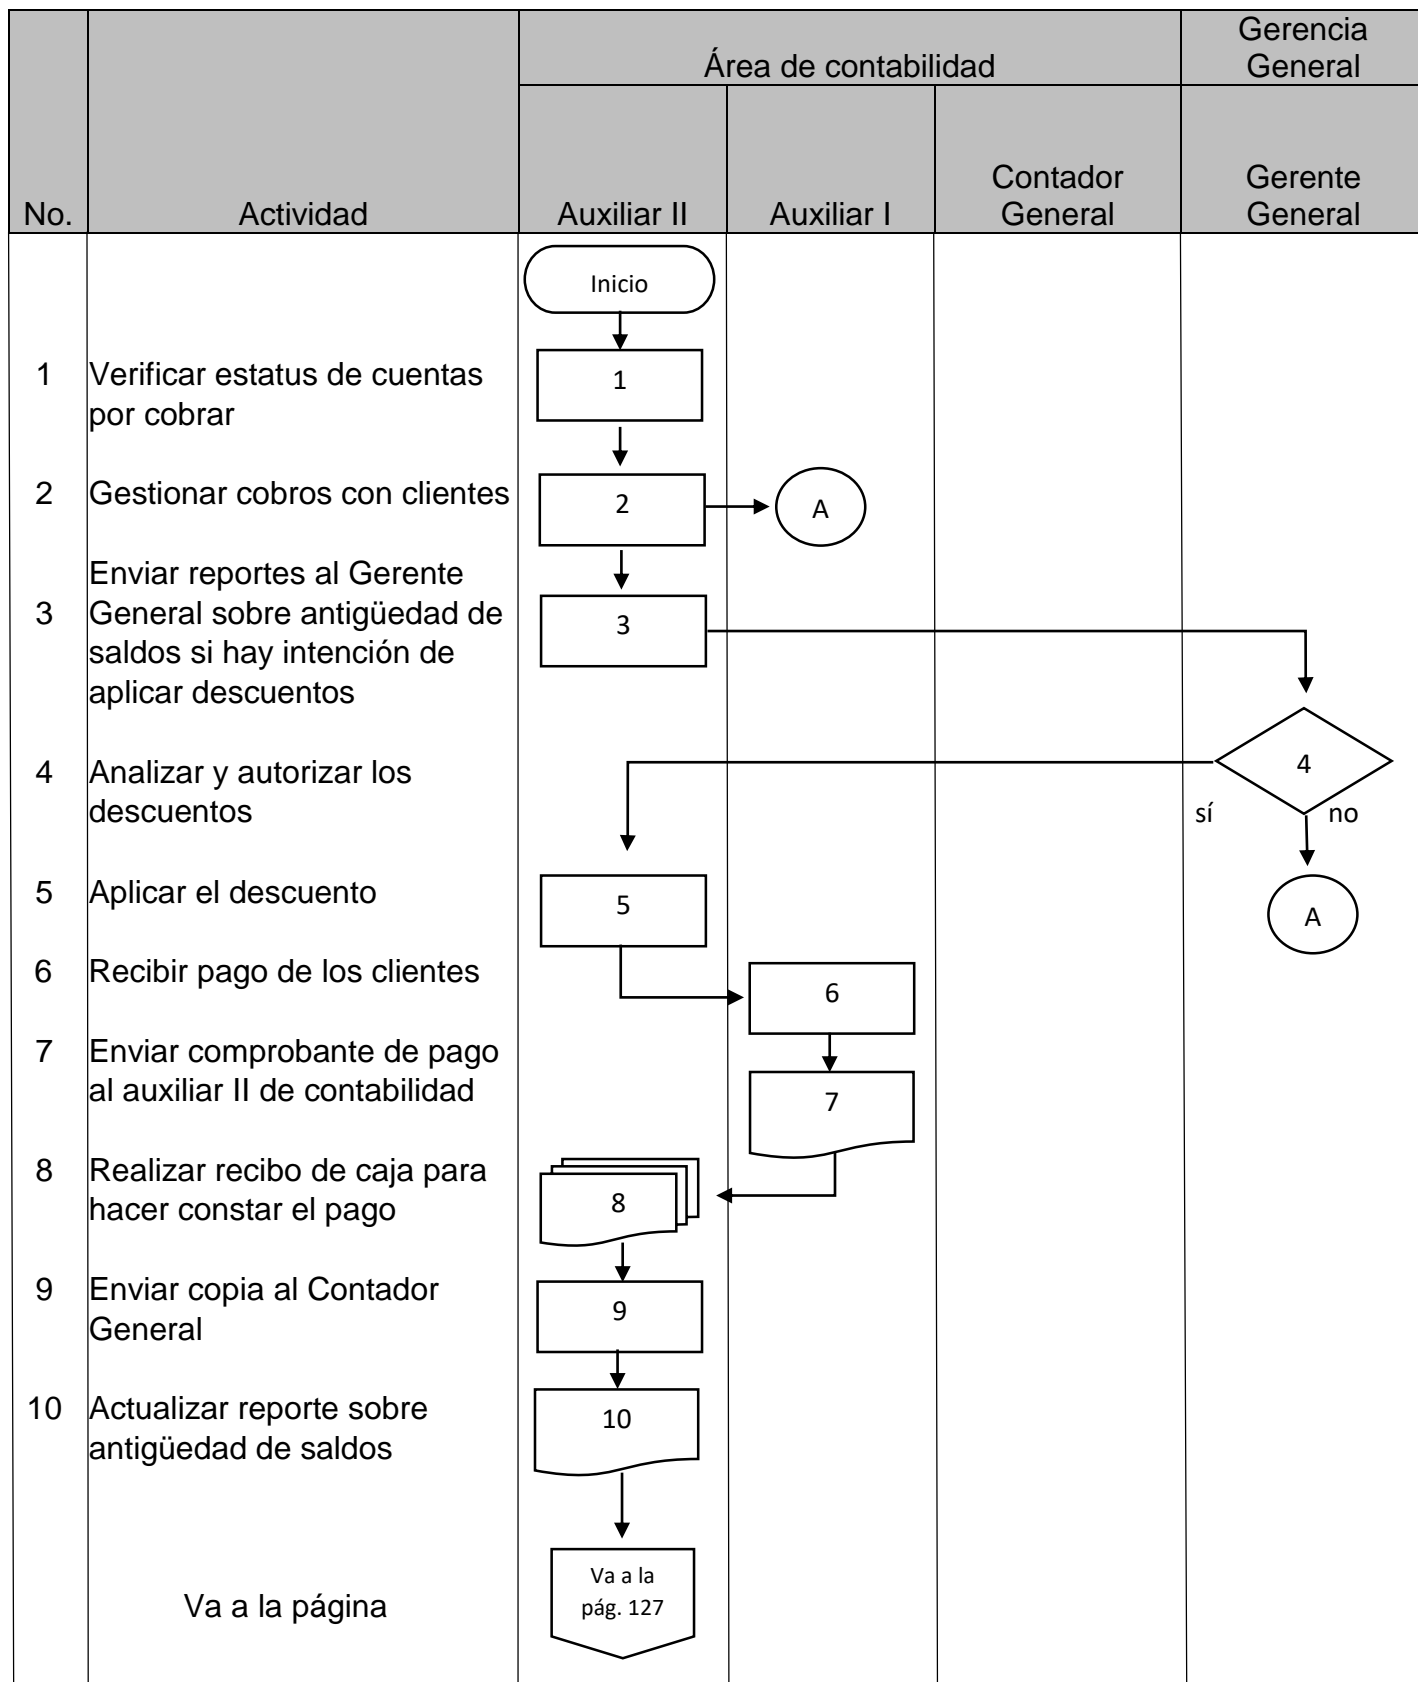 Área de contabilidad
Gerencia
General
No.
Actividad
Auxiliar II
Auxiliar I
Contador
General
Gerente
General
Inicio
1
Verificar estatus de cuentas
por cobrar
1
2
Gestionar cobros con clientes
2
A
3
Enviar reportes al Gerente
General sobre antigüedad de
saldos si hay intención de
aplicar descuentos
3
4
Analizar y autorizar los
descuentos
4
sí
no
5
Aplicar el descuento
5
A
6
Recibir pago de los clientes
6
7
Enviar comprobante de pago
al auxiliar II de contabilidad
7
8
Realizar recibo de caja para
hacer constar el pago
8
9
Enviar copia al Contador
General
9
10
Actualizar reporte sobre
antigüedad de saldos
10
Va a la página
Va a la
pág. 127